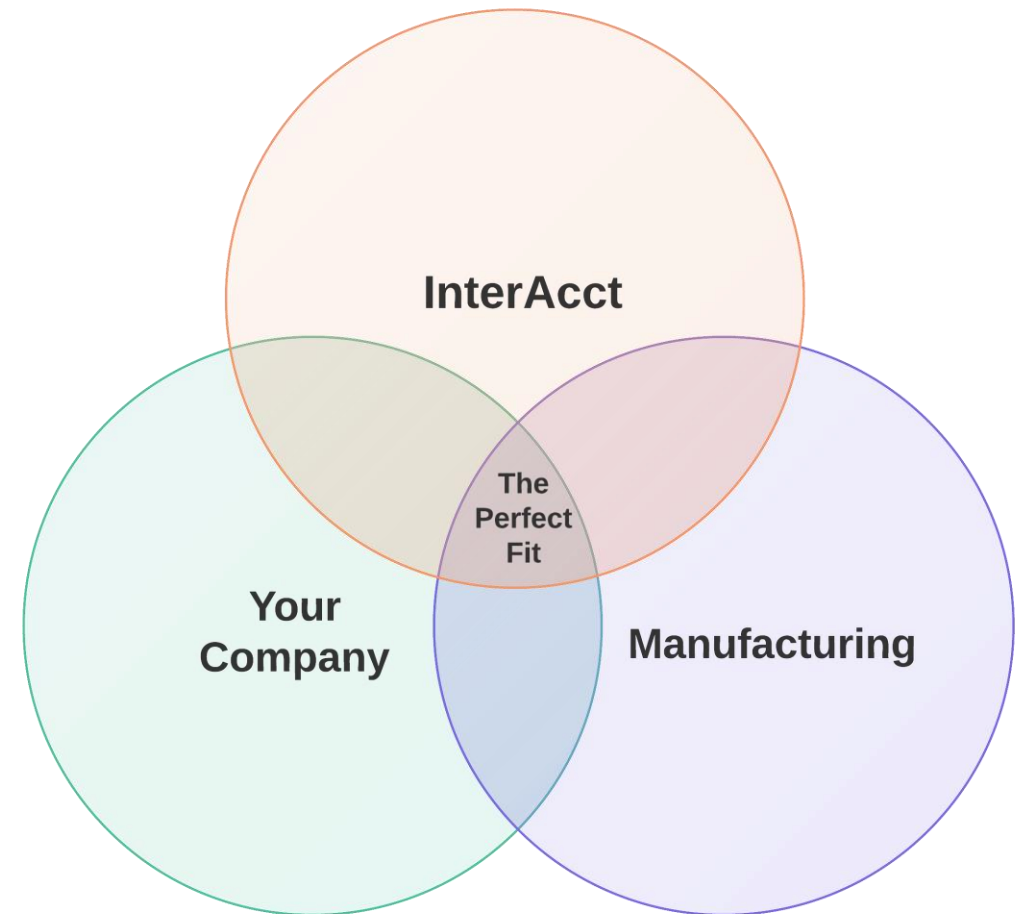 InterAcct
The
Perfect
Fit
Your
Company
Manufacturing